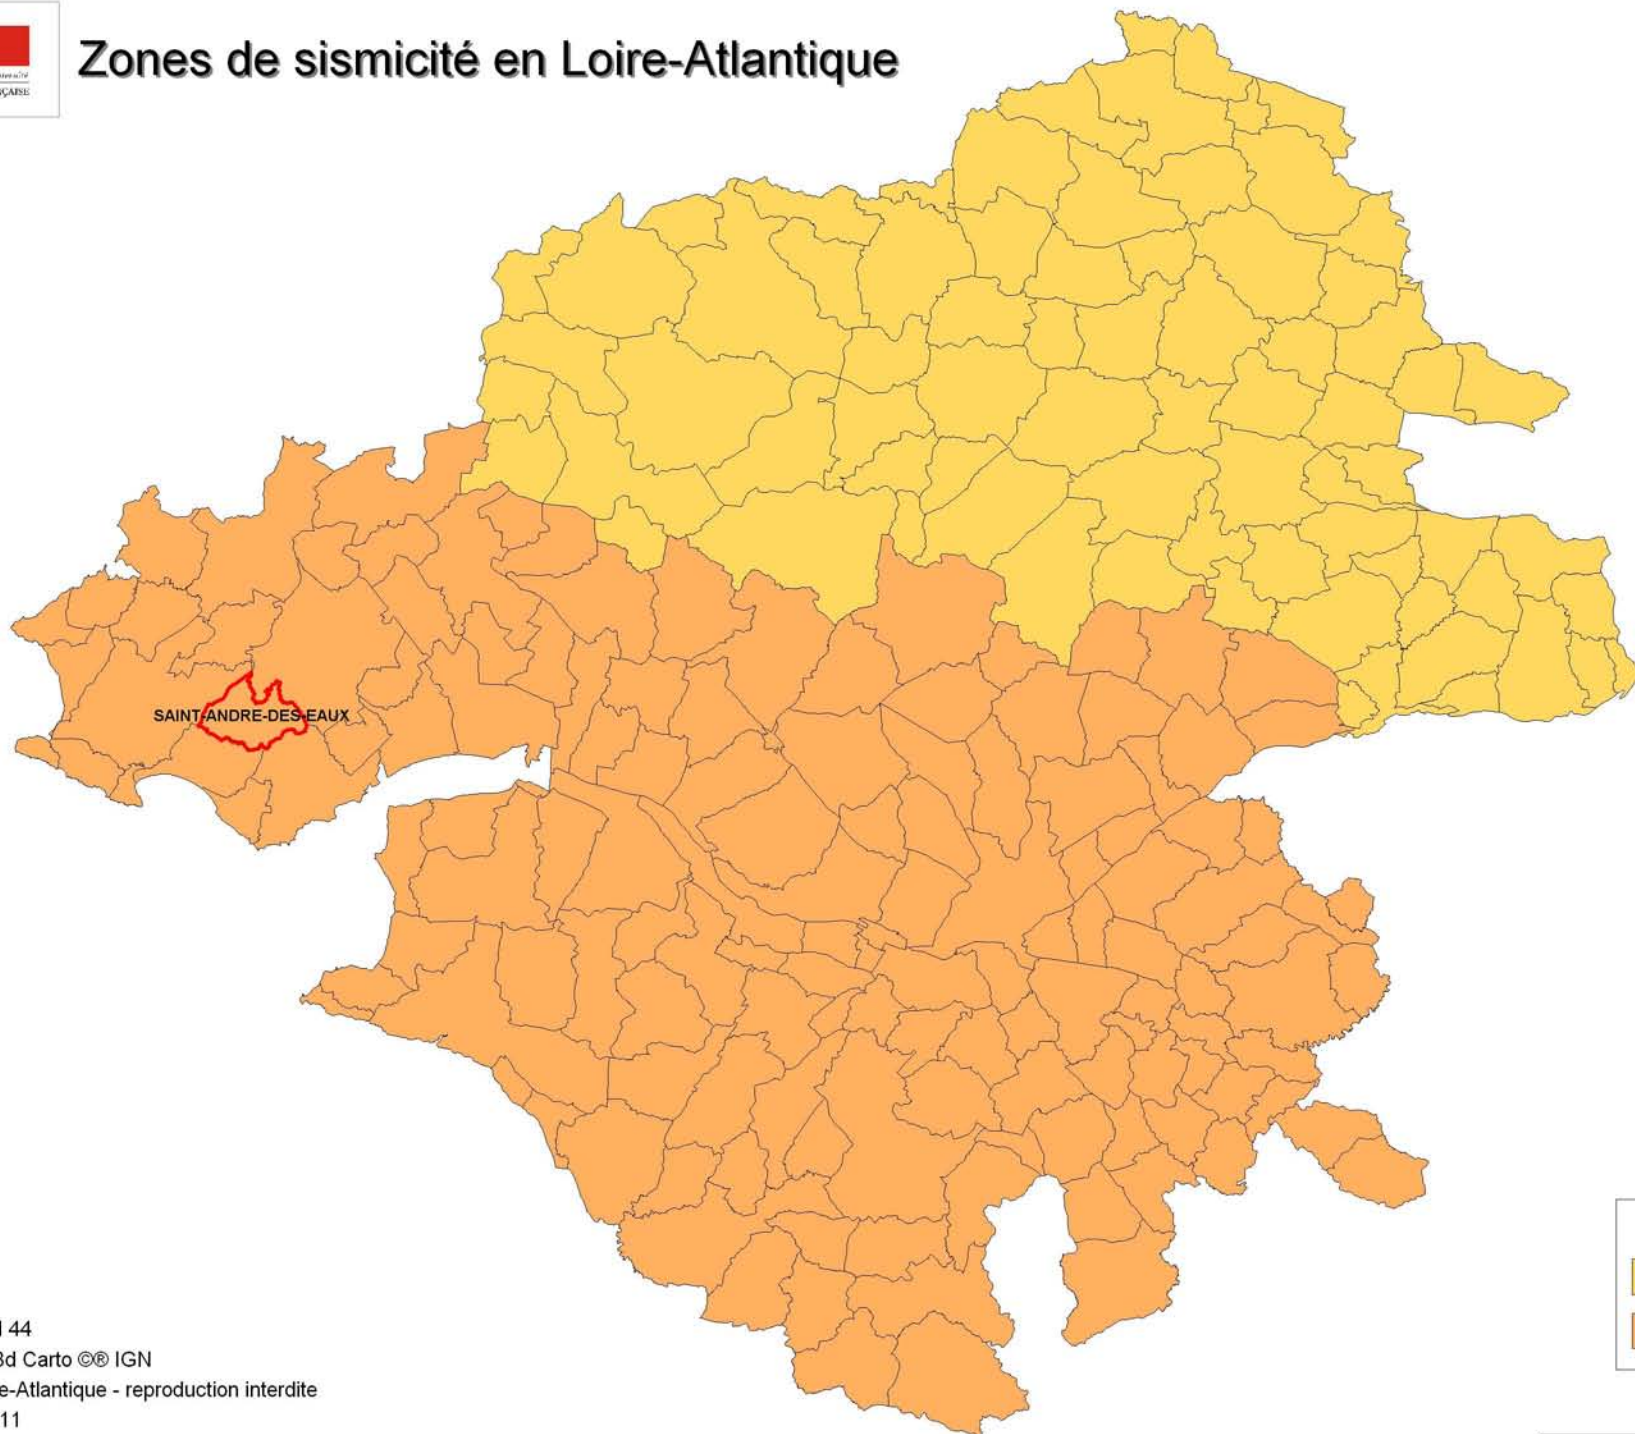 Zones de sismicité en Loire-Atlantique
SAINT-ANDRE-DES-EAUX
44
3d Carto ©® IGN
e-Atlantique - reproduction interdite
11